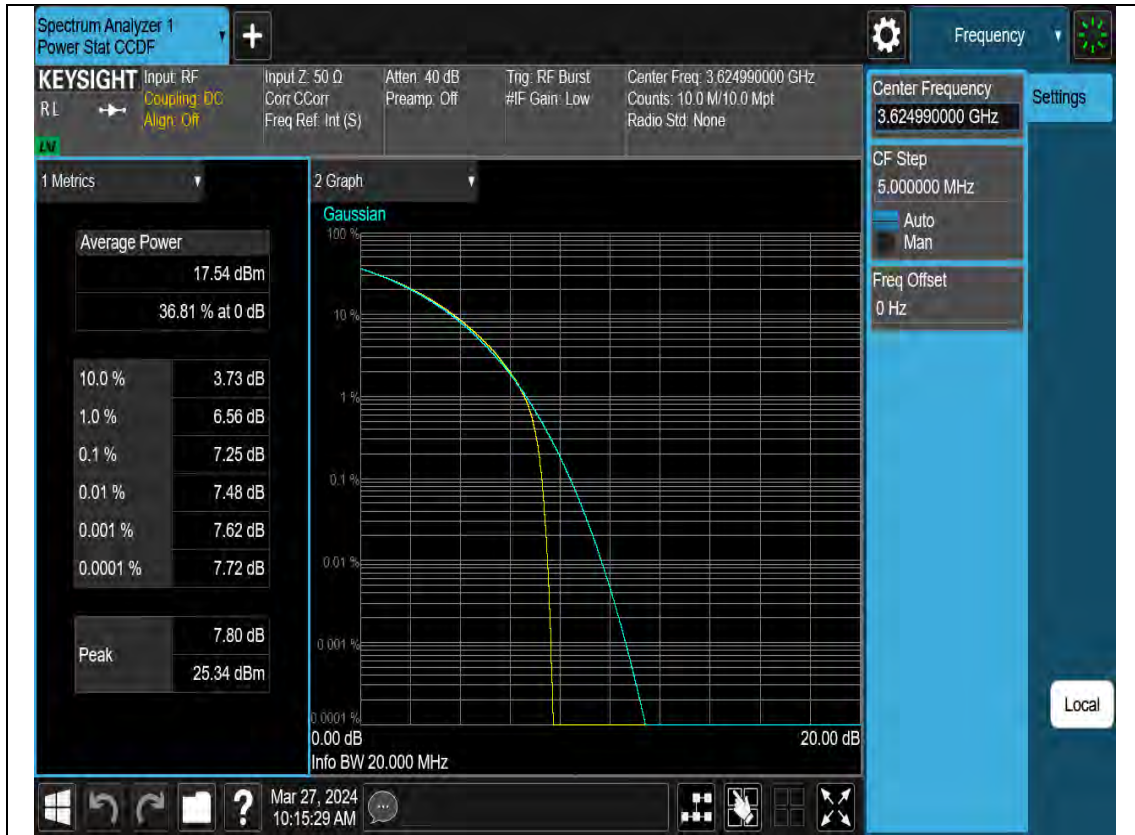 Spectrum Analyzer 1
Power Stat CCDF
+
Frequency
KEYSIGHT
RL
LNI
Input: RF
Coupling: DC
Align: Off
Input Z: 50 Ω
Corr CCorr
Freq Ref: Int (S)
Atten: 40 dB
Preamp: Off
Trig: RF Burst
#IF Gain: Low
Center Freq: 3.624990000 GHz
Counts: 10.0 M/10.0 Mpt
Radio Std: None
1 Metrics
Average Power
17.54 dBm
36.81 % at 0 dB
10.0 % 3.73 dB
1.0 % 6.56 dB
0.1 % 7.25 dB
0.01 % 7.48 dB
0.001 % 7.62 dB
0.0001 % 7.72 dB
Peak
7.80 dB
25.34 dBm
2 Graph
Gaussian
100 %
10 %
1 %
0.1 %
0.01 %
0.001 %
0.0001 %
0.00 dB 20.00 dB
Info BW 20.000 MHz
Center Frequency
3.624990000 GHz
Settings
CF Step
5.000000 MHz
Auto
Man
Freq Offset
0 Hz
Local
?
Mar 27, 2024
10:15:29 AM